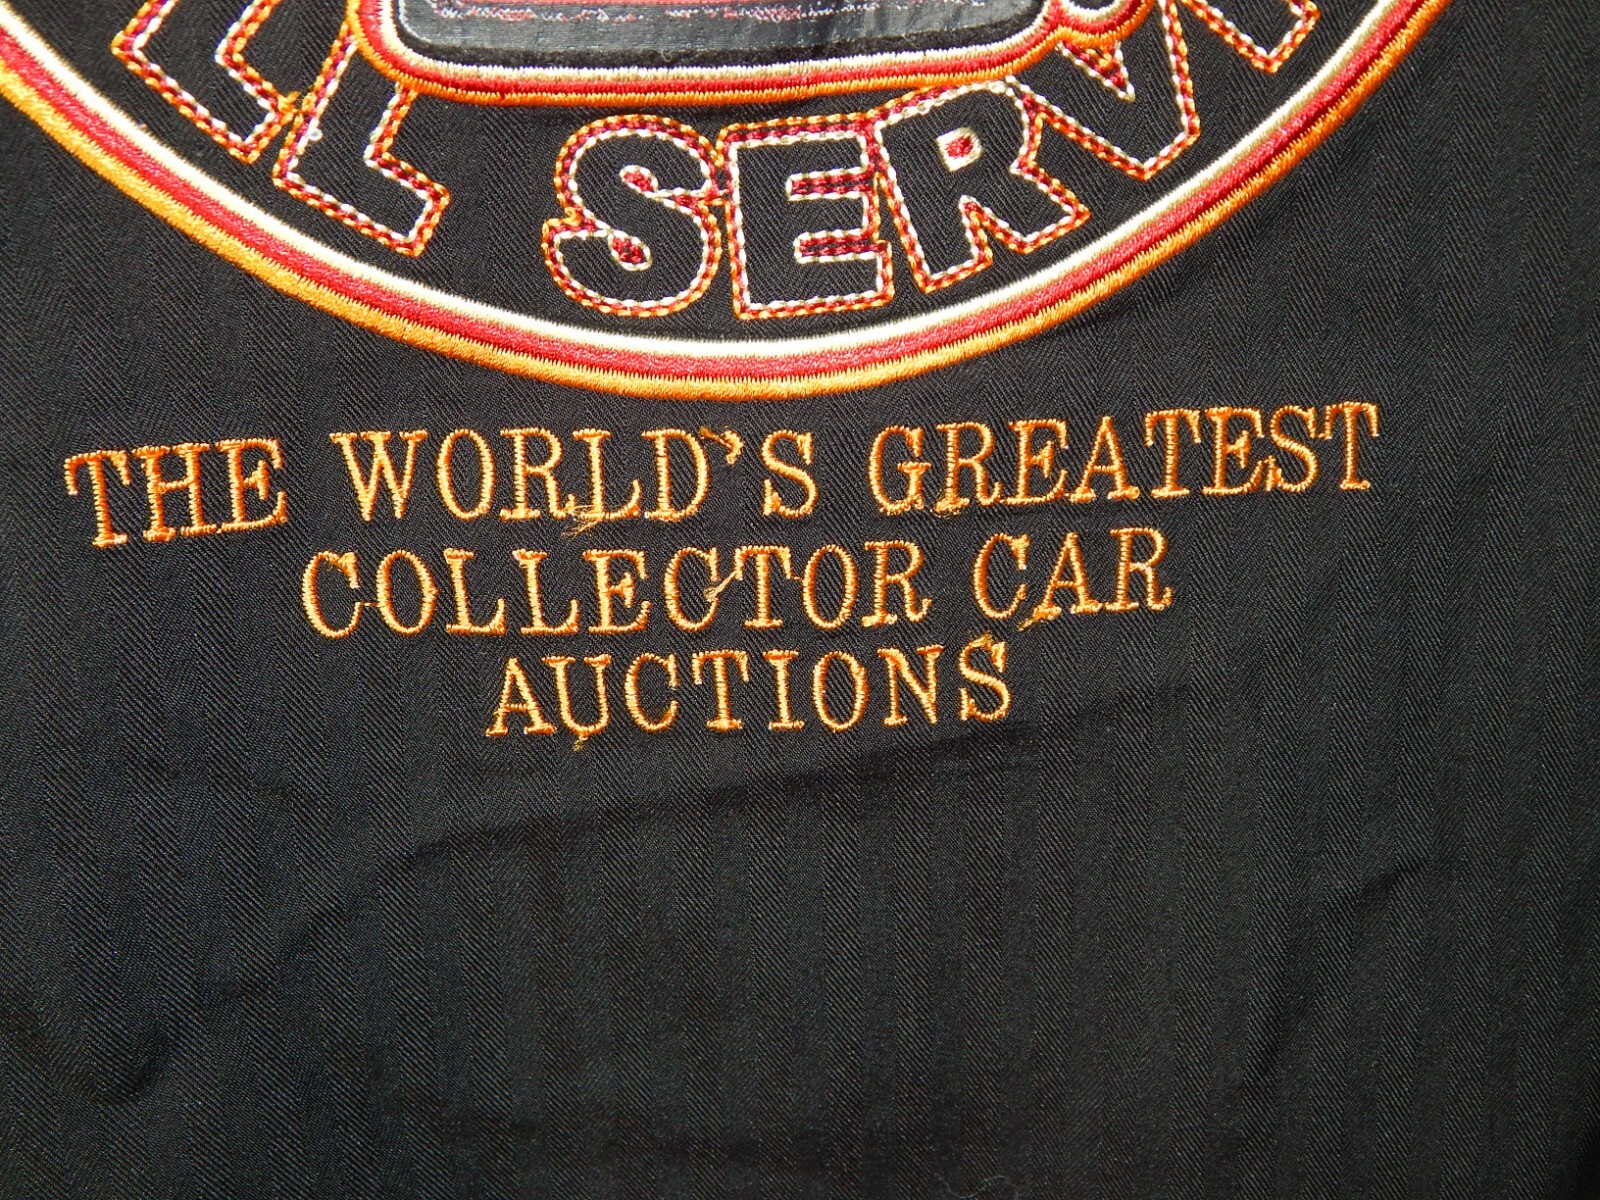 THE WORLD'S GREATEST
COLLECTOR CAR
AUCTIONS